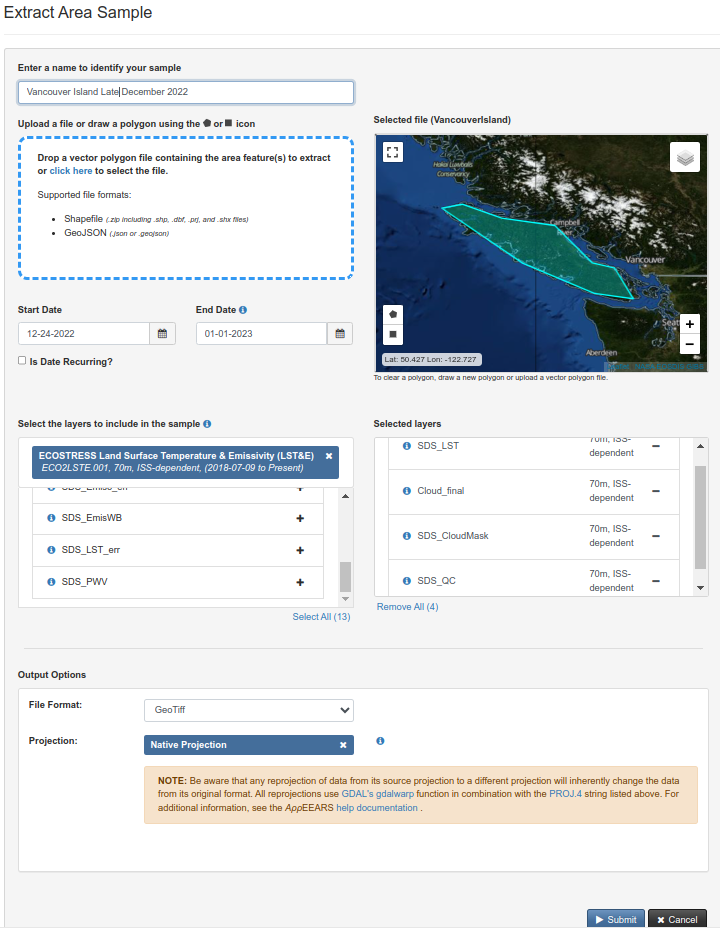 Extract Area Sample
Enter a name to identify your sample
Vancouver Island Late December 2022
Upload a file or draw a polygon using the or icon
Drop a vector polygon file containing the area feature(s) to extract
or click here to select the file.
Supported file formats:
Shapefile (.zip including .shp, .dbf, .prj, and .shx files)
GeoJSON (.json or .geojson)
Selected file (VancouverIsland)
Conservancy
Campbell
River
Vancouver
Seat
Aberdeen
+
−
Lat: 50.427 Lon: -122.727
To clear a polygon, draw a new polygon or upload a vector polygon file.
Start Date
End Date
12-24-2022
01-01-2023
Is Date Recurring?
Select the layers to include in the sample
ECOSTRESS Land Surface Temperature & Emissivity (LST&E)
ECO2LSTE.001, 70m, ISS-dependent, (2018-07-09 to Present)
SDS_Emis5_err
SDS_EmisWB
SDS_LST_err
SDS_PWV
Select All (13)
Selected layers
SDS_LST
70m, ISS-
dependent
Cloud_final
70m, ISS-
dependent
SDS_CloudMask
70m, ISS-
dependent
SDS_QC
70m, ISS-
dependent
Remove All (4)
Output Options
File Format:
GeoTiff
Projection:
Native Projection
NOTE: Be aware that any reprojection of data from its source projection to a different projection will inherently change the data
from its original format. All reprojections use GDAL's gdalwarp function in combination with the PROJ.4 string listed above. For
additional information, see the AppEEARS help documentation .
Submit
Cancel